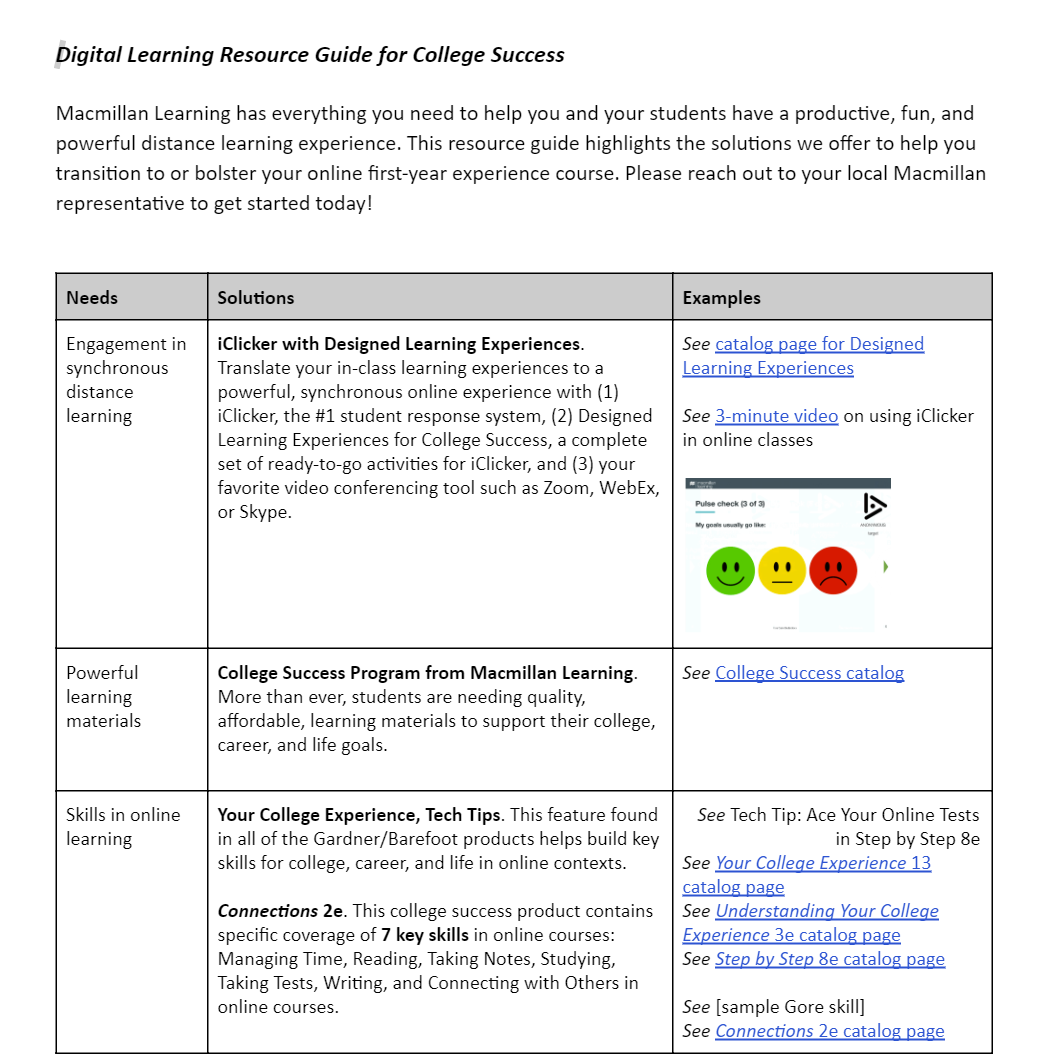 Digital Learning Resource Guide for College Success
Macmillan Learning has everything you need to help you and your students have a productive, fun, and
powerful distance learning experience. This resource guide highlights the solutions we offer to help you
transition to or bolster your online first-year experience course. Please reach out to your local Macmillan
representative to get started today!
Needs
Solutions
Examples
Engagement in
synchronous
distance
learning
iClicker with Designed Learning Experiences.
Translate your in-class learning experiences to a
powerful, synchronous online experience with (1)
iClicker, the #1 student response system, (2) Designed
Learning Experiences for College Success, a complete
set of ready-to-go activities for iClicker, and (3) your
favorite video conferencing tool such as Zoom, WebEx,
or Skype.
See catalog page for Designed
Learning Experiences
See 3-minute video on using iClicker
in online classes
macmillan
learning
Pulse check (3 of 3)
My goals usually go like:
ANONYMOUS
Target
Powerful
learning
materials
College Success Program from Macmillan Learning.
More than ever, students are needing quality,
affordable, learning materials to support their college,
career, and life goals.
See College Success catalog
Skills in online
learning
Your College Experience, Tech Tips. This feature found
in all of the Gardner/Barefoot products helps build key
skills for college, career, and life in online contexts.
Connections 2e. This college success product contains
specific coverage of 7 key skills in online courses:
Managing Time, Reading, Taking Notes, Studying,
Taking Tests, Writing, and Connecting with Others in
online courses.
See Tech Tip: Ace Your Online Tests
in Step by Step 8e
See Your College Experience 13
catalog page
See Understanding Your College
Experience 3e catalog page
See Step by Step 8e catalog page
See [sample Gore skill]
See Connections 2e catalog page